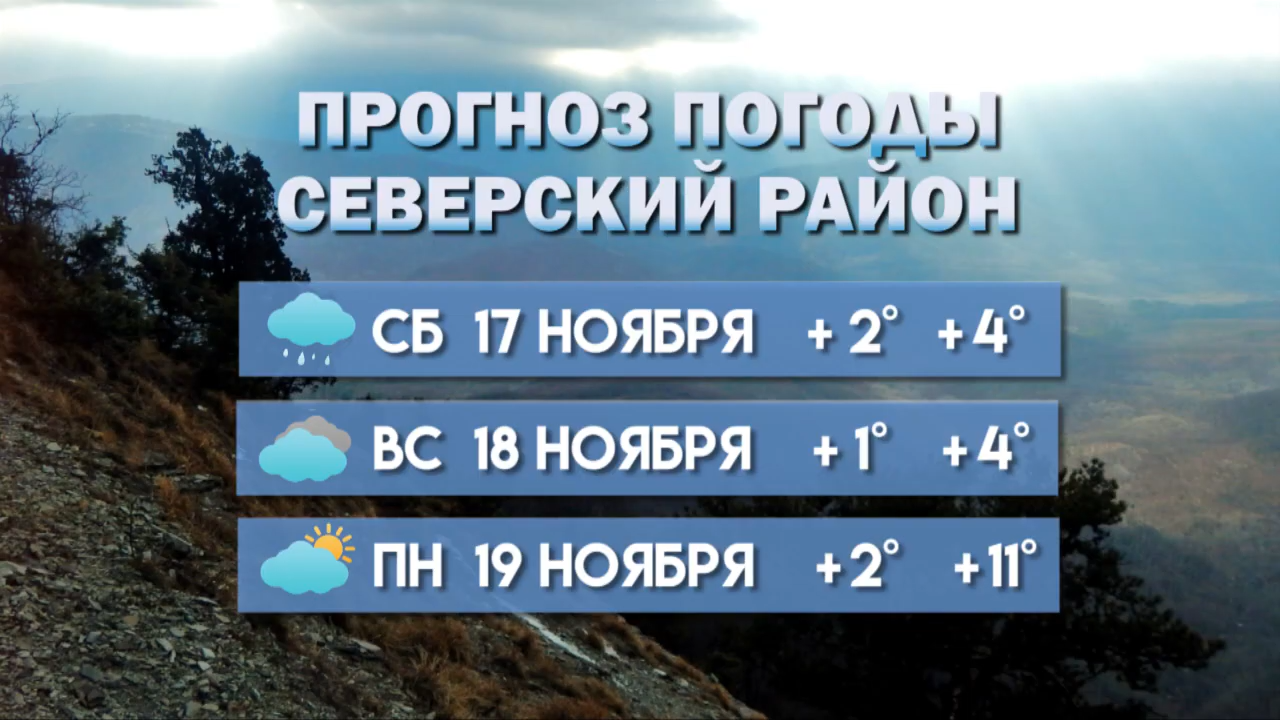 ПРОГНОЗ ПОГОДЫ
СЕВЕРСКИЙ РАЙОН
СБ 17 НОЯБРЯ + 2° + 4°
ВС 18 НОЯБРЯ + 1° + 4°
ПН 19 НОЯБРЯ + 2° + 11°